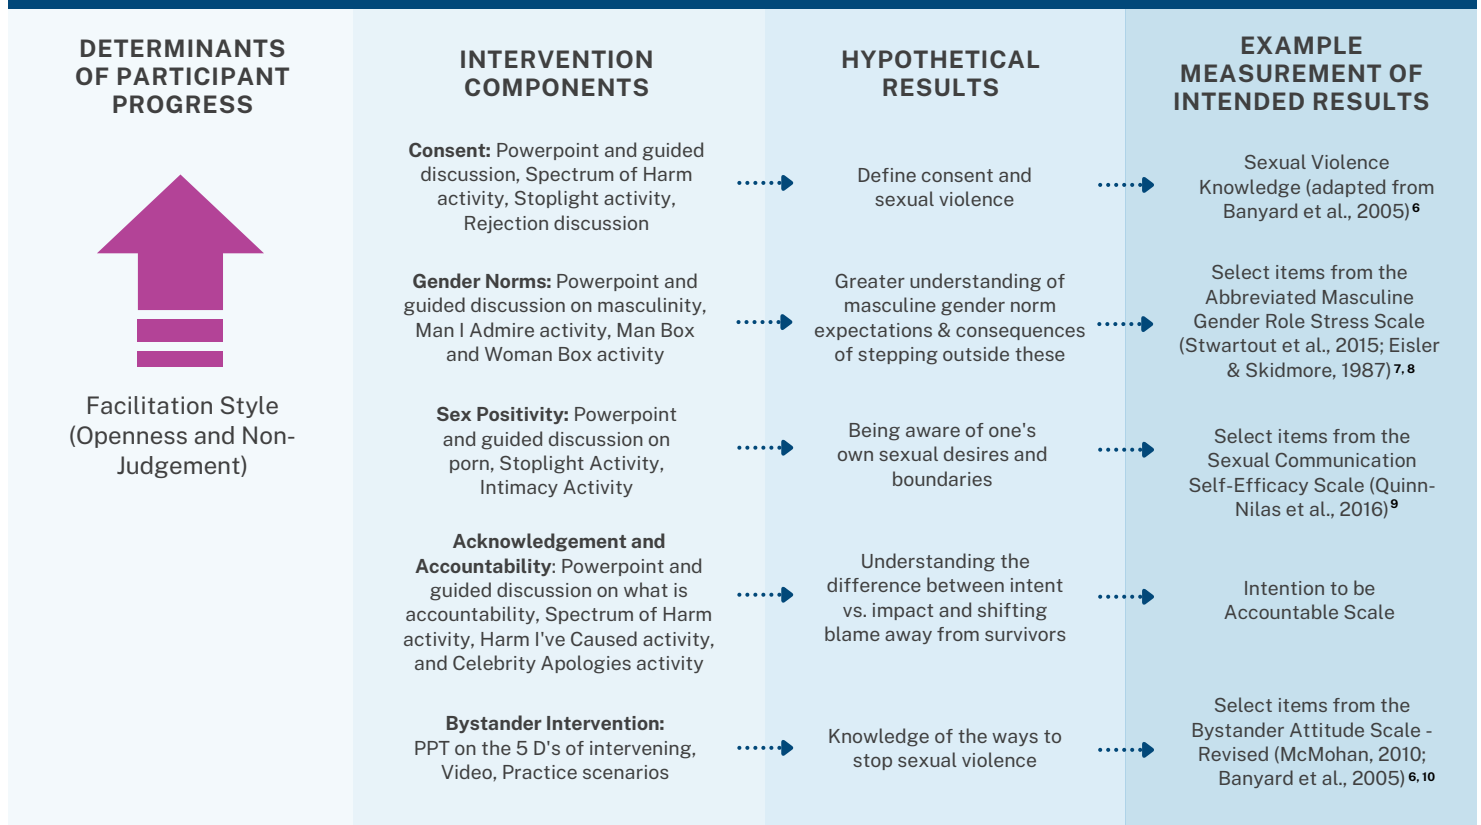 DETERMINANTS
OF PARTICIPANT
PROGRESS
Facilitation Style
(Openness and Non-
Judgement)
INTERVENTION
COMPONENTS
HYPOTHETICAL
RESULTS
EXAMPLE
MEASUREMENT OF
INTENDED RESULTS
Consent: Powerpoint and guided
discussion, Spectrum of Harm
activity, Stoplight activity,
Rejection discussion
Define consent and
sexual violence
Sexual Violence
Knowledge (adapted from
Banyard et al., 2005) 6
Gender Norms: Powerpoint and
guided discussion on masculinity,
Man I Admire activity, Man Box
and Woman Box activity
Greater understanding of
masculine gender norm
expectations & consequences
of stepping outside these
Select items from the
Abbreviated Masculine
Gender Role Stress Scale
(Stwartout et al., 2015; Eisler
& Skidmore, 1987) 7, 8
Sex Positivity: Powerpoint
and guided discussion on
porn, Stoplight Activity,
Intimacy Activity
Being aware of one's
own sexual desires and
boundaries
Select items from the
Sexual Communication
Self-Efficacy Scale (Quinn-
Nilas et al., 2016) 9
Acknowledgement and
Accountability: Powerpoint and
guided discussion on what is
accountability, Spectrum of Harm
activity, Harm I've Caused activity,
and Celebrity Apologies activity
Understanding the
difference between intent
vs. impact and shifting
blame away from survivors
Intention to be
Accountable Scale
Bystander Intervention:
PPT on the 5 D's of intervening,
Video, Practice scenarios
Knowledge of the ways to
stop sexual violence
Select items from the
Bystander Attitude Scale -
Revised (McMohan, 2010;
Banyard et al., 2005) 6, 10